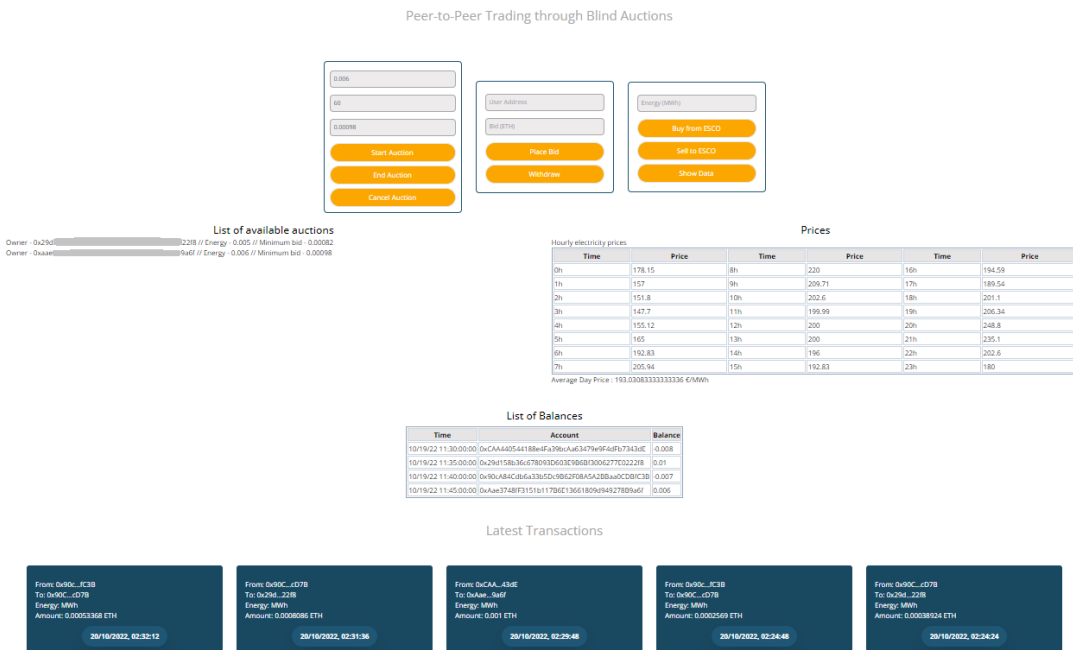 Peer-to-Peer Trading through Blind Auctions
0.006
60
0.00098
Start Auction
End Auction
Cancel Auction
User Address
Bid (ETH)
Place Bid
Withdraw
Energy (MWh)
Buy from ESCO
Sell to ESCO
Show Data
List of available auctions
Owner - 0x29d 22f8 // Energy - 0.005 // Minimum bid - 0.00082
Owner - 0xaae 9a6f // Energy - 0.006 // Minimum bid - 0.00098
Prices
Hourly electricity prices
Time Price Time Price Time Price
0h 178.15 8h 220 16h 194.59
1h 157 9h 209.71 17h 189.54
2h 151.8 10h 202.6 18h 201.1
3h 147.7 11h 199.99 19h 206.34
4h 155.12 12h 200 20h 248.8
5h 165 13h 200 21h 235.1
6h 192.83 14h 196 22h 202.6
7h 205.94 15h 192.83 23h 180
Average Day Price : 193.03083333333336 €/MWh
List of Balances
Time Account Balance
10/19/22 11:30:00:00 0xCAA440544188e4Fa39bcAa63479e9F4dFb7343dE -0.008
10/19/22 11:35:00:00 0x29d158b36c678093D603E9B6Bf3006277E0222f8 0.01
10/19/22 11:40:00:00 0x90cA84Cdb6a33b5Dc9B62F08A5A2BBaa0CDBfC3B -0.007
10/19/22 11:45:00:00 0xAae3748lF3151b117B6E13661809d949278B9a6f 0.006
Latest Transactions
From: 0x90c...fC3B
To: 0x90C...cD7B
Energy: MWh
Amount: 0.00053368 ETH
20/10/2022, 02:32:12
From: 0x90C...cD7B
To: 0x29d...22f8
Energy: MWh
Amount: 0.0008086 ETH
20/10/2022, 02:31:36
From: 0xCAA...43dE
To: 0xAae...9a6f
Energy: MWh
Amount: 0.001 ETH
20/10/2022, 02:29:48
From: 0x90c...fC3B
To: 0x90C...cD7B
Energy: MWh
Amount: 0.0002569 ETH
20/10/2022, 02:24:48
From: 0x90C...cD7B
To: 0x29d...22f8
Energy: MWh
Amount: 0.00038924 ETH
20/10/2022, 02:24:24